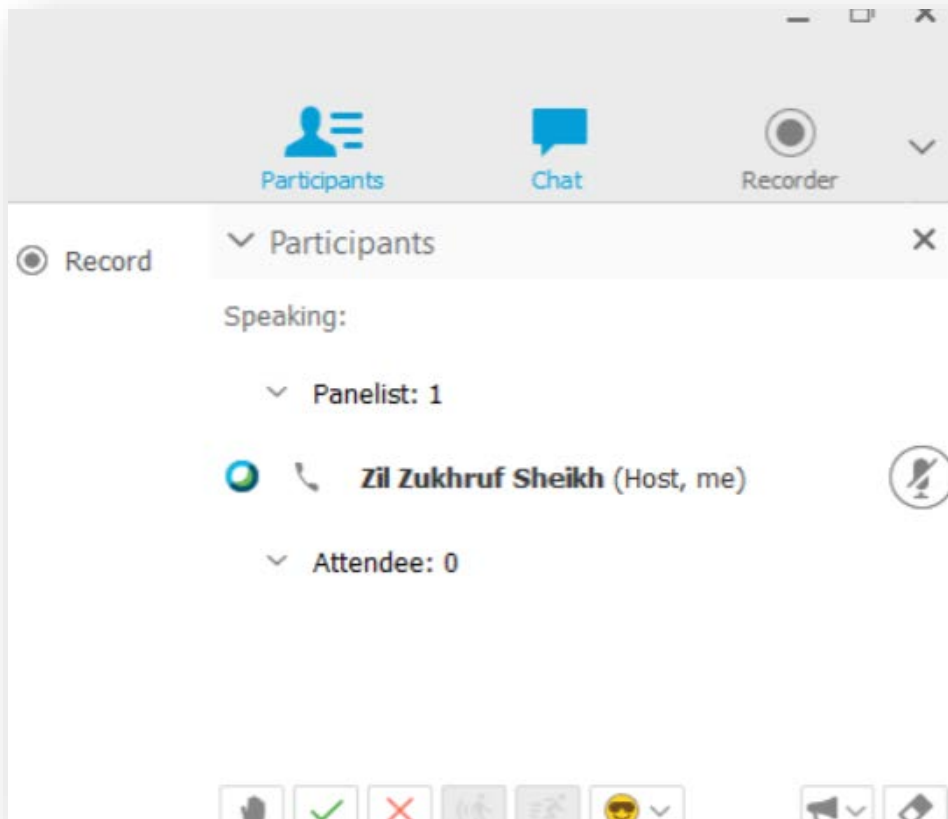 Participants
Chat
Recorder
Record
Participants
Speaking:
Panelist: 1
Zil Zukhruf Sheikh (Host, me)
Attendee: 0